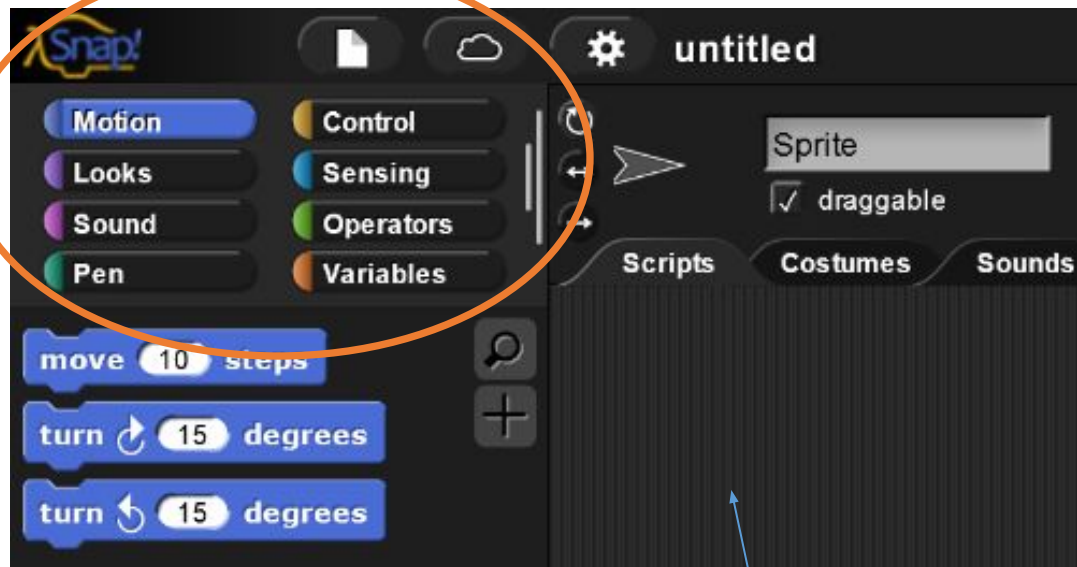 Snap! untitled
Motion Control
Looks Sensing
Sound Operators
Pen Variables
Sprite
draggable
Scripts Costumes Sounds
move 10 steps
turn 15 degrees
turn 15 degrees